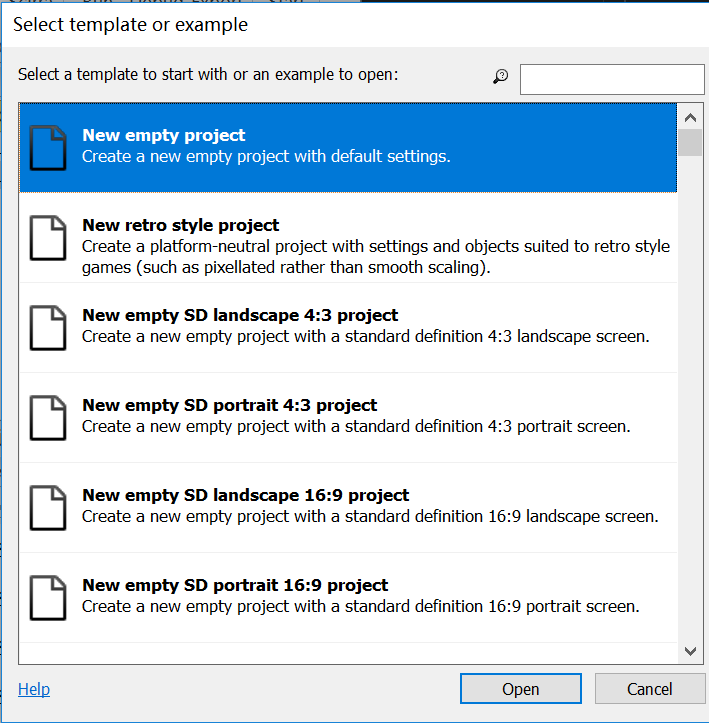 Select template or example
Select a template to start with or an example to open:
New empty project
Create a new empty project with default settings.
New retro style project
Create a platform-neutral project with settings and objects suited to retro style
games (such as pixellated rather than smooth scaling).
New empty SD landscape 4:3 project
Create a new empty project with a standard definition 4:3 landscape screen.
New empty SD portrait 4:3 project
Create a new empty project with a standard definition 4:3 portrait screen.
New empty SD landscape 16:9 project
Create a new empty project with a standard definition 16:9 landscape screen.
New empty SD portrait 16:9 project
Create a new empty project with a standard definition 16:9 portrait screen.
Help
Open
Cancel